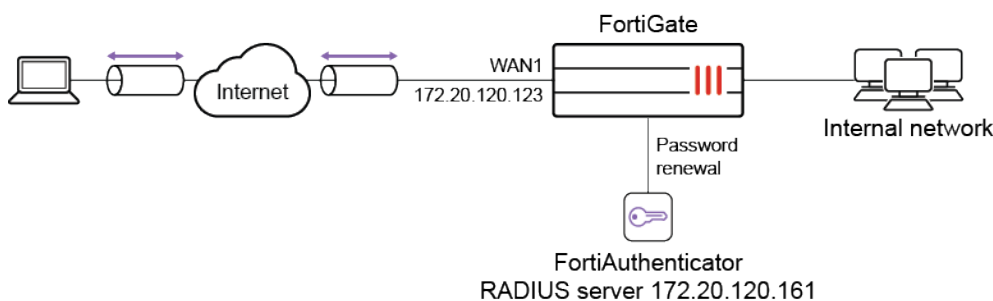 FortiGate
WAN1
Internet
172.20.120.123
Internal network
Password
renewal
FortiAuthenticator
RADIUS server 172.20.120.161